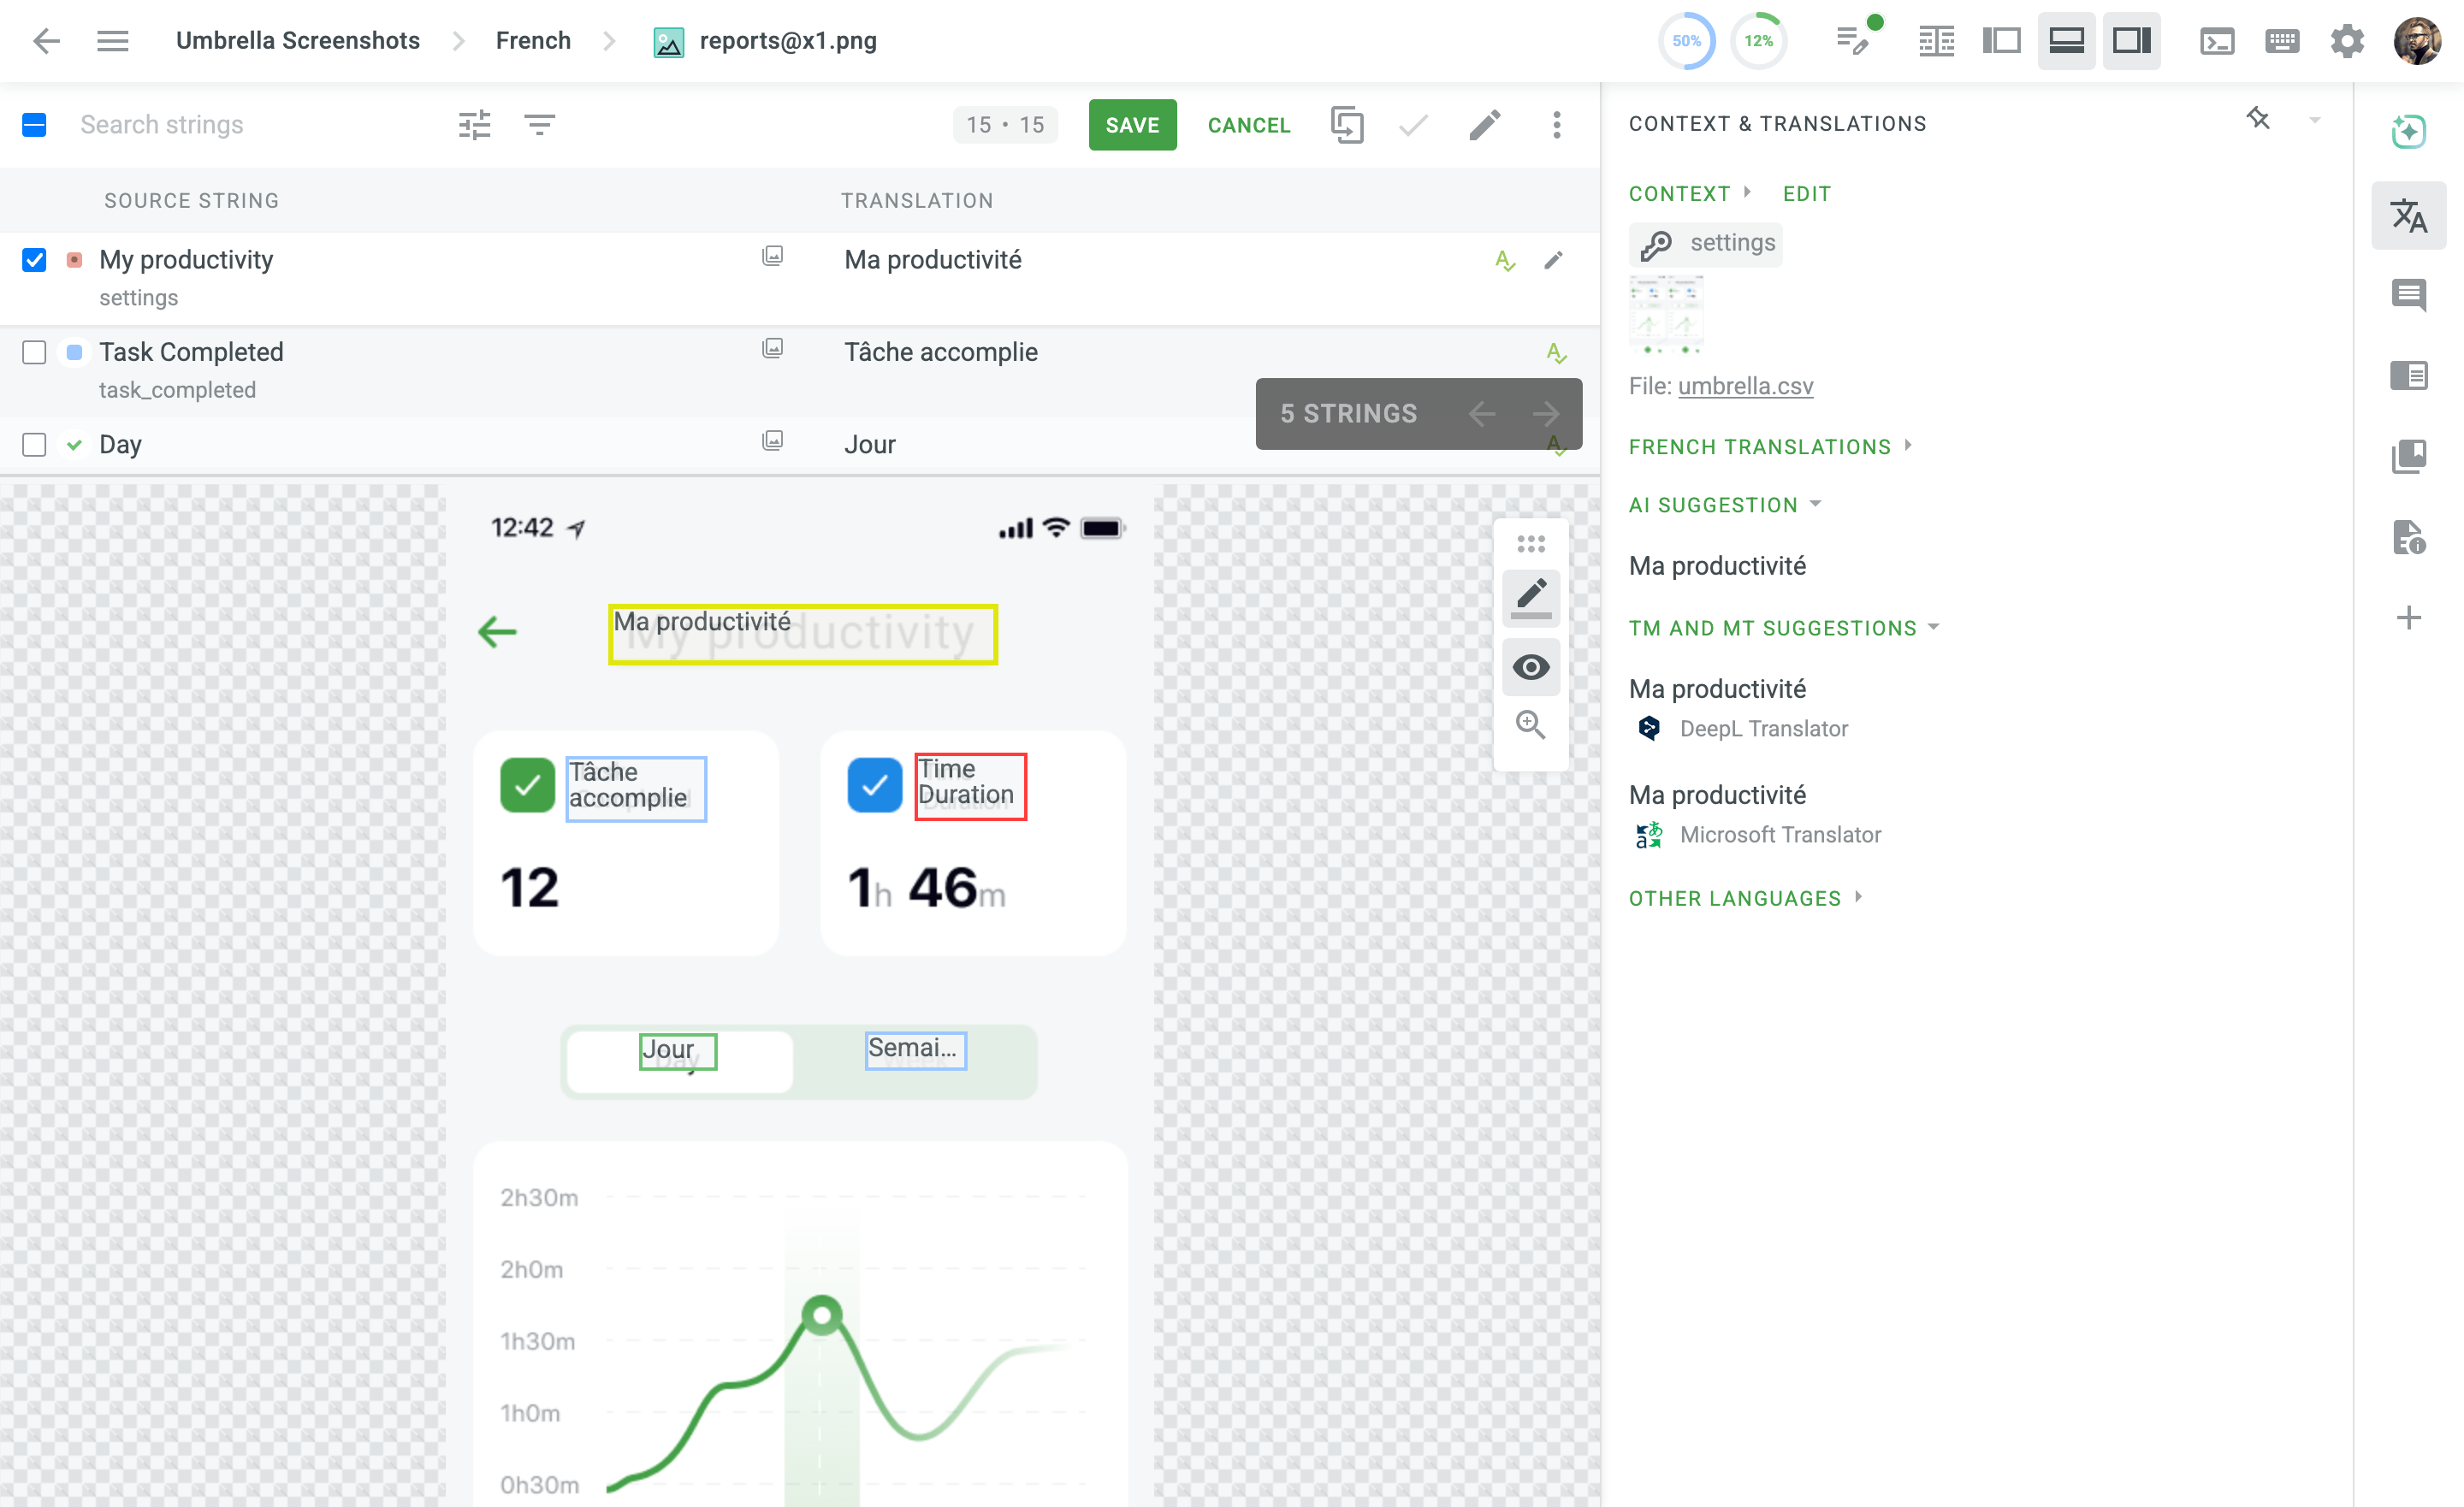 Umbrella Screenshots
French
reports@x1.png
50%
12%
Search strings
15 • 15
SAVE
CANCEL
SOURCE STRING
TRANSLATION
My productivity
Ma productivité
settings
Task Completed
Tâche accomplie
task_completed
5 STRINGS
Day
Jour
12:42
Ma productivité
My productivity
Tâche
accomplie
Time
Duration
12
1h 46m
Jour
Day
Semai...
2h30m
2h0m
1h30m
1h0m
0h30m
CONTEXT & TRANSLATIONS
CONTEXT
EDIT
settings
File: umbrella.csv
FRENCH TRANSLATIONS
AI SUGGESTION
Ma productivité
TM AND MT SUGGESTIONS
Ma productivité
DeepL Translator
Ma productivité
Microsoft Translator
OTHER LANGUAGES